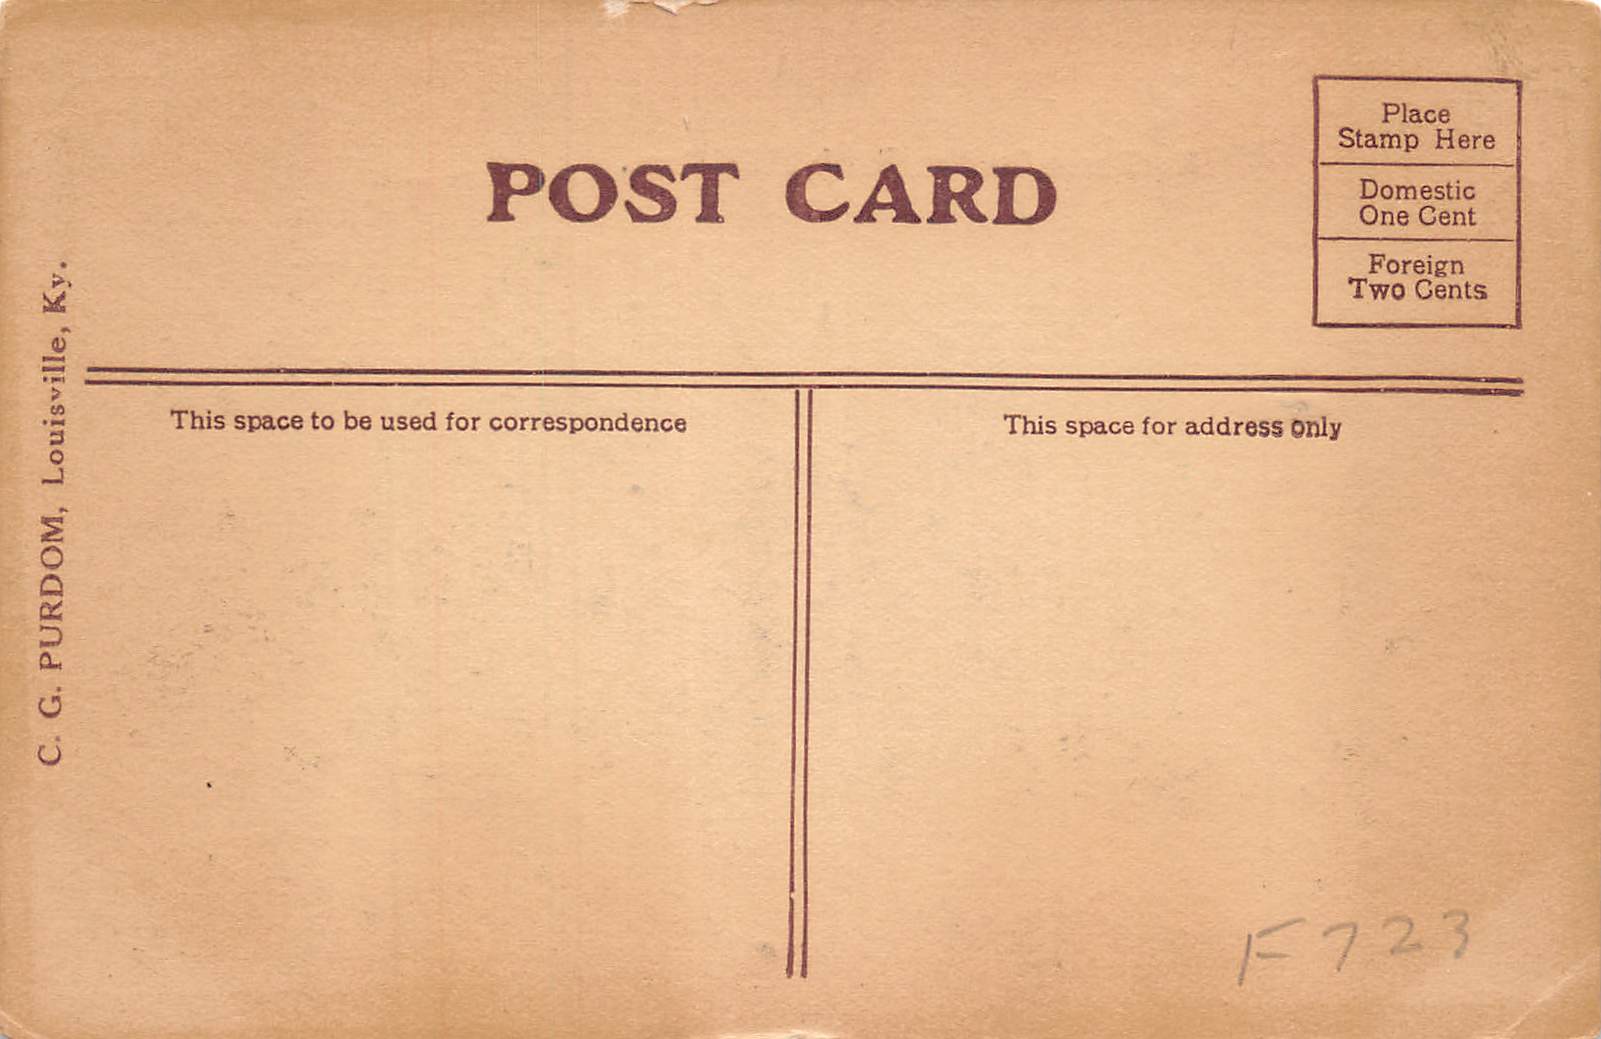 POST CARD
Place
Stamp Here
Domestic
One Cent
Foreign
Two Cents
C. G. PURDOM, Louisville, Ky.
This space to be used for correspondence
This space for address only
F723